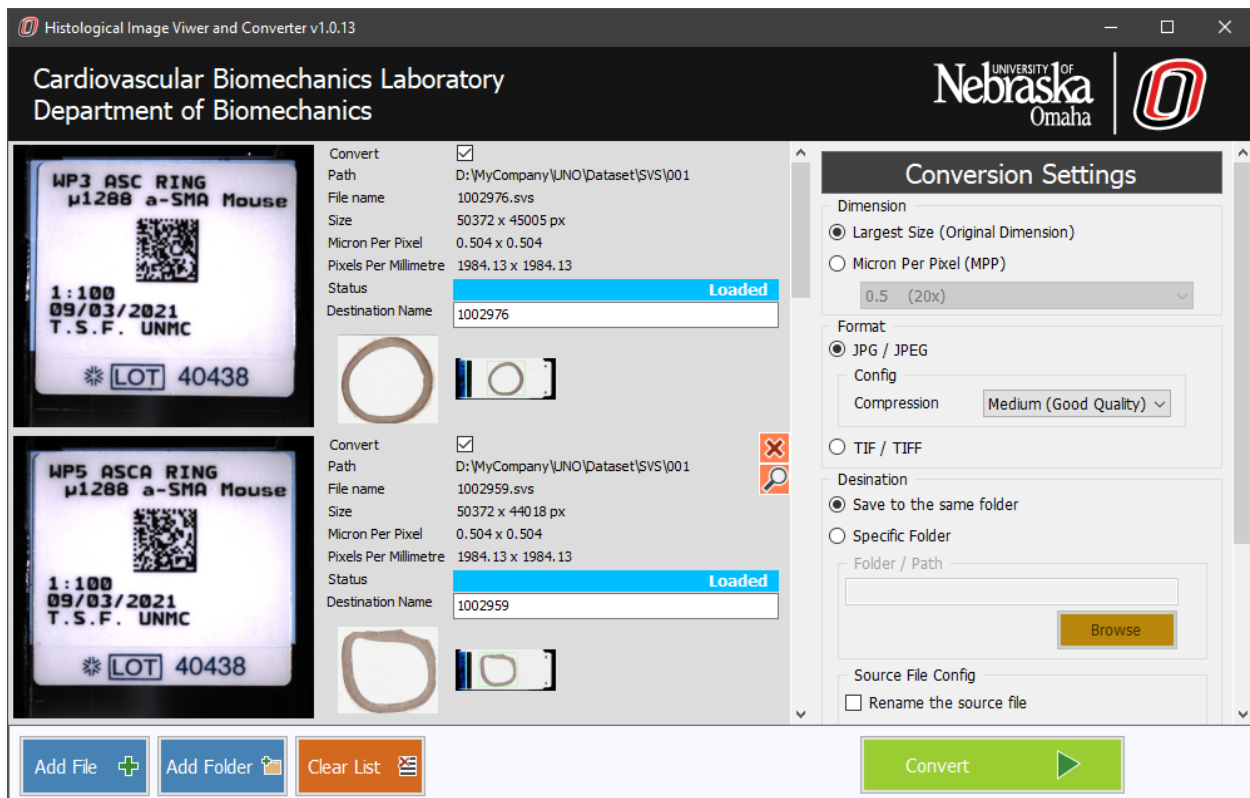 Histological Image Viwer and Converter v1.0.13
Cardiovascular Biomechanics Laboratory
Department of Biomechanics
UNIVERSITY OF
Nebraska
Omaha
WP3 ASC RING
µ1288 a-SMA Mouse
1:100
09/03/2021
T.S.F. UNMC
LOT 40438
Convert
Path D:\MyCompany\UNO\Dataset\SVS\001
File name 1002976.svs
Size 50372 x 45005 px
Micron Per Pixel 0.504 x 0.504
Pixels Per Millimetre 1984.13 x 1984.13
Status Loaded
Destination Name 1002976
WP5 ASCA RING
µ1288 a-SMA Mouse
1:100
09/03/2021
T.S.F. UNMC
LOT 40438
Convert
Path D:\MyCompany\UNO\Dataset\SVS\001
File name 1002959.svs
Size 50372 x 44018 px
Micron Per Pixel 0.504 x 0.504
Pixels Per Millimetre 1984.13 x 1984.13
Status Loaded
Destination Name 1002959
Conversion Settings
Dimension
Largest Size (Original Dimension)
Micron Per Pixel (MPP)
0.5 (20x)
Format
JPG / JPEG
Config
Compression Medium (Good Quality)
TIF / TIFF
Desination
Save to the same folder
Specific Folder
Folder / Path
Browse
Source File Config
Rename the source file
Add File
Add Folder
Clear List
Convert